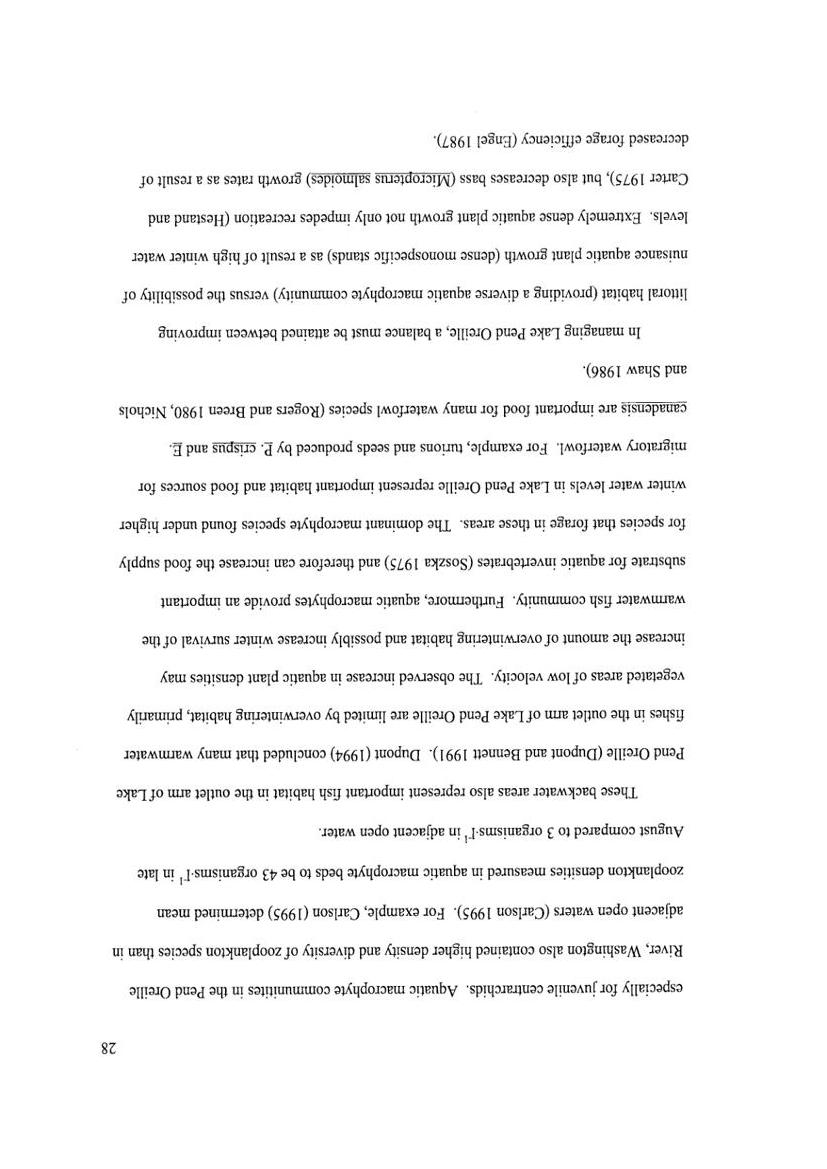 28
especially for juvenile centrarchids. Aquatic macrophyte communitites in the Pend Oreille
River, Washington also contained higher density and diversity of zooplankton species than in
adjacent open waters (Carlson 1995). For example, Carlson (1995) determined mean
zooplankton densities measured in aquatic macrophyte beds to be 43 organisms·l⁻¹ in late
August compared to 3 organisms·l⁻¹ in adjacent open water.
These backwater areas also represent important fish habitat in the outlet arm of Lake
Pend Oreille (Dupont and Bennett 1991). Dupont (1994) concluded that many warmwater
fishes in the outlet arm of Lake Pend Oreille are limited by overwintering habitat, primarily
vegetated areas of low velocity. The observed increase in aquatic plant densities may
increase the amount of overwintering habitat and possibly increase winter survival of the
warmwater fish community. Furthermore, aquatic macrophytes provide an important
substrate for aquatic invertebrates (Soszka 1975) and therefore can increase the food supply
for species that forage in these areas. The dominant macrophyte species found under higher
winter water levels in Lake Pend Oreille represent important habitat and food sources for
migratory waterfowl. For example, turions and seeds produced by P. crispus and E.
canadensis are important food for many waterfowl species (Rogers and Breen 1980, Nichols
and Shaw 1986).
In managing Lake Pend Oreille, a balance must be attained between improving
littoral habitat (providing a diverse aquatic macrophyte community) versus the possibility of
nuisance aquatic plant growth (dense monospecific stands) as a result of high winter water
levels. Extremely dense aquatic plant growth not only impedes recreation (Hestand and
Carter 1975), but also decreases bass (Micropterus salmoides) growth rates as a result of
decreased forage efficiency (Engel 1987).